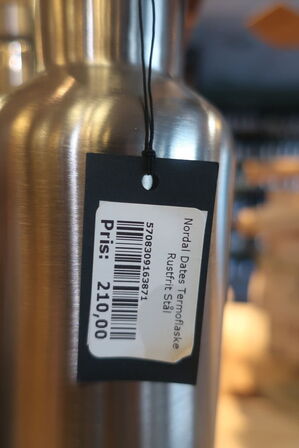 Nordal Dates Termoflaske
Rustfrit Stål
5708309163871
Pris: 210,00